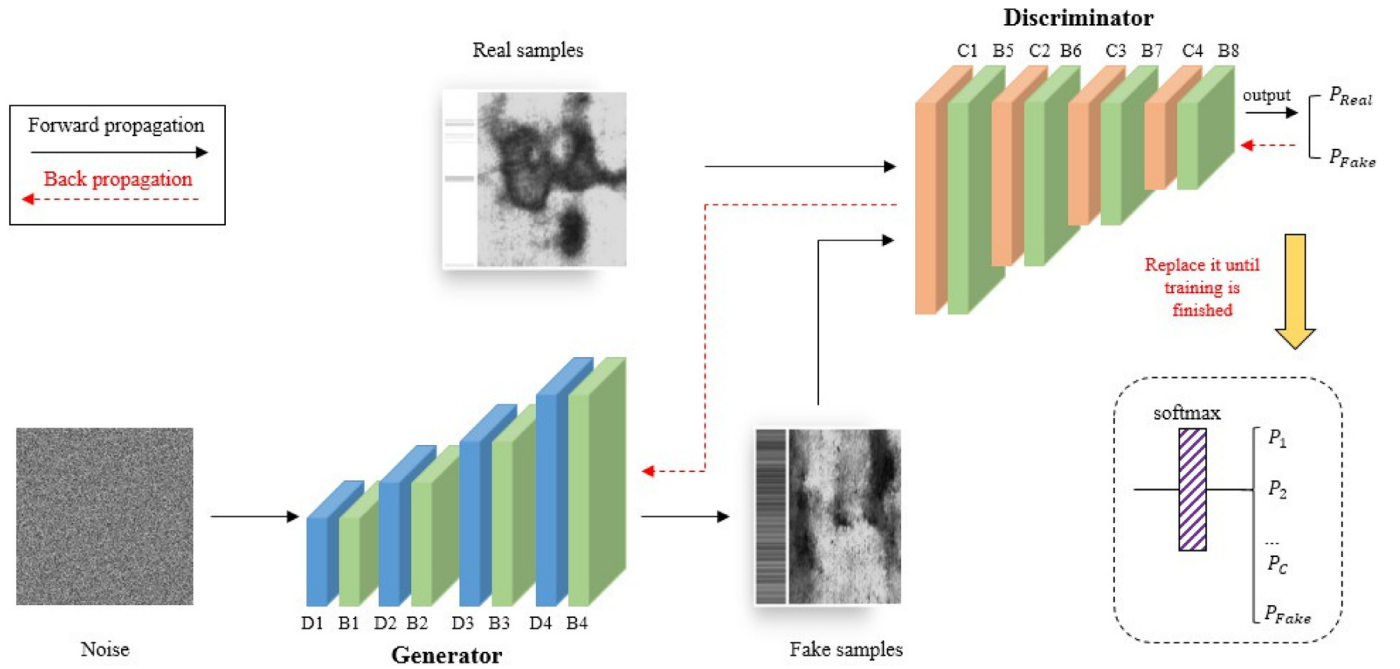 Discriminator
Real samples
C1 B5 C2 B6 C3 B7 C4 B8
output
P_Real
P_Fake
Forward propagation
Back propagation
Replace it until
training is
finished
softmax
P_1
P_2
...
P_C
P_Fake
D1 B1 D2 B2 D3 B3 D4 B4
Noise
Generator
Fake samples